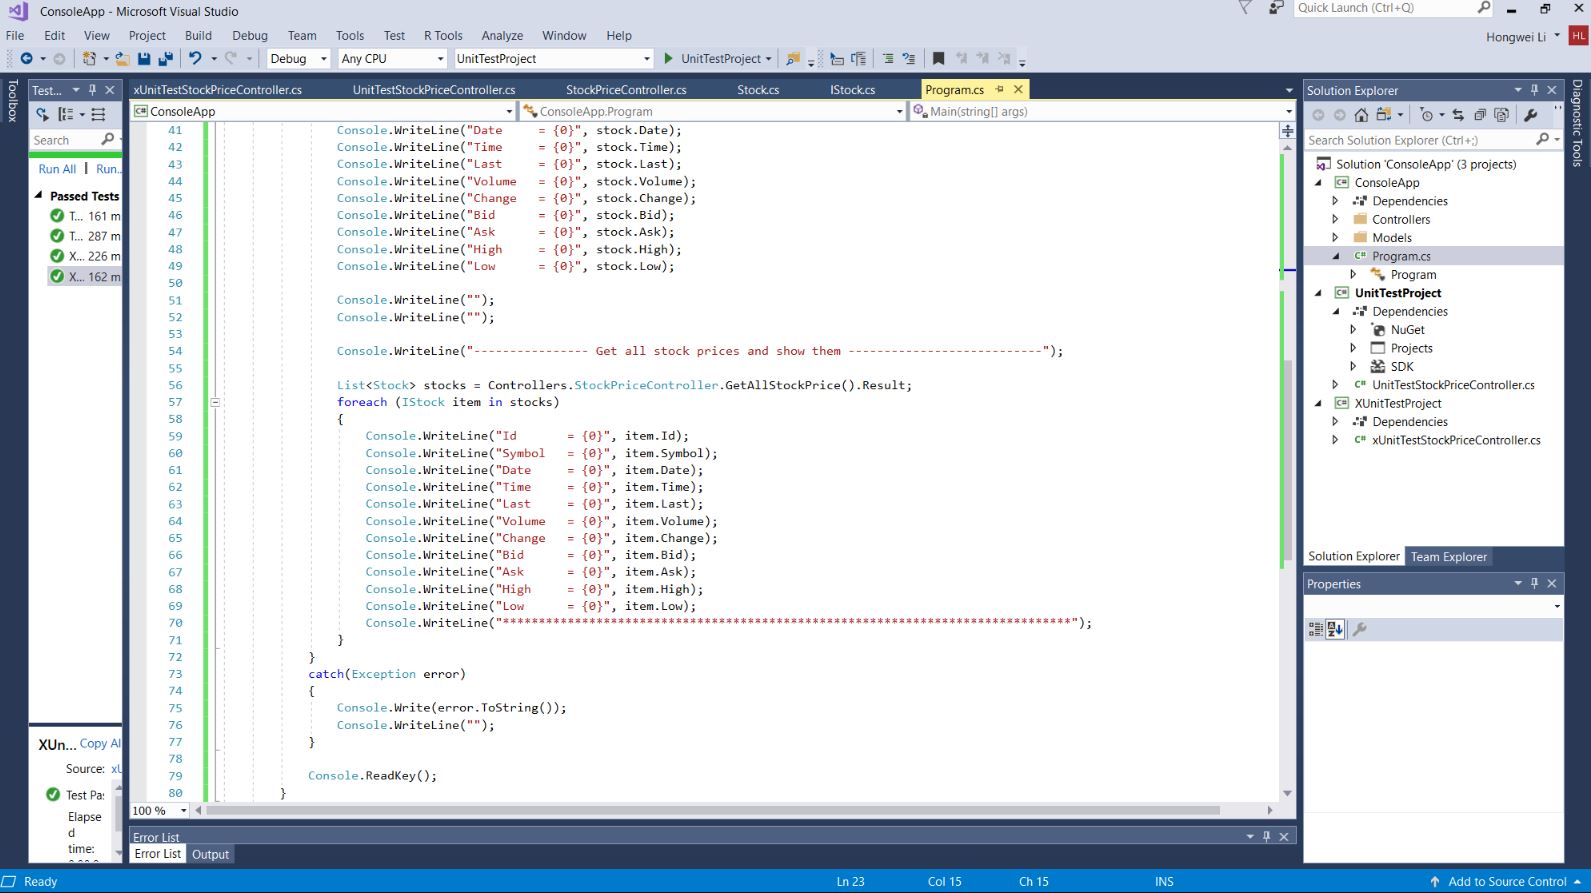 ConsoleApp - Microsoft Visual Studio
Quick Launch (Ctrl+Q)
File Edit View Project Build Debug Team Tools Test R Tools Analyze Window Help
Hongwei Li HL
Debug Any CPU UnitTestProject UnitTestProject
Toolbox
Test...
Search
Run All | Run...
Passed Tests
T... 161 m
T... 287 m
X... 226 m
X... 162 m
XUn... Copy Al
Source: xU
Test Pa:
Elapse
d
time:
xUnitTestStockPriceController.cs UnitTestStockPriceController.cs StockPriceController.cs Stock.cs IStock.cs Program.cs
ConsoleApp ConsoleApp.Program Main(string[] args)
41 Console.WriteLine("Date     = {0}", stock.Date);
42 Console.WriteLine("Time     = {0}", stock.Time);
43 Console.WriteLine("Last     = {0}", stock.Last);
44 Console.WriteLine("Volume   = {0}", stock.Volume);
45 Console.WriteLine("Change   = {0}", stock.Change);
46 Console.WriteLine("Bid      = {0}", stock.Bid);
47 Console.WriteLine("Ask      = {0}", stock.Ask);
48 Console.WriteLine("High     = {0}", stock.High);
49 Console.WriteLine("Low      = {0}", stock.Low);
50
51 Console.WriteLine("");
52 Console.WriteLine("");
53
54 Console.WriteLine("---------------- Get all stock prices and show them ---------------------------");
55
56 List<Stock> stocks = Controllers.StockPriceController.GetAllStockPrice().Result;
57 foreach (IStock item in stocks)
58 {
59 Console.WriteLine("Id       = {0}", item.Id);
60 Console.WriteLine("Symbol   = {0}", item.Symbol);
61 Console.WriteLine("Date     = {0}", item.Date);
62 Console.WriteLine("Time     = {0}", item.Time);
63 Console.WriteLine("Last     = {0}", item.Last);
64 Console.WriteLine("Volume   = {0}", item.Volume);
65 Console.WriteLine("Change   = {0}", item.Change);
66 Console.WriteLine("Bid      = {0}", item.Bid);
67 Console.WriteLine("Ask      = {0}", item.Ask);
68 Console.WriteLine("High     = {0}", item.High);
69 Console.WriteLine("Low      = {0}", item.Low);
70 Console.WriteLine("*******************************************************************************");
71 }
72 }
73 catch(Exception error)
74 {
75 Console.Write(error.ToString());
76 Console.WriteLine("");
77 }
78
79 Console.ReadKey();
80 }
100 %
Error List
Error List Output
Solution Explorer
Search Solution Explorer (Ctrl+;)
Solution 'ConsoleApp' (3 projects)
ConsoleApp
Dependencies
Controllers
Models
Program.cs
Program
UnitTestProject
Dependencies
NuGet
Projects
SDK
UnitTestStockPriceController.cs
XUnitTestProject
Dependencies
xUnitTestStockPriceController.cs
Solution Explorer Team Explorer
Properties
Diagnostic Tools
Ready Ln 23 Col 15 Ch 15 INS Add to Source Control